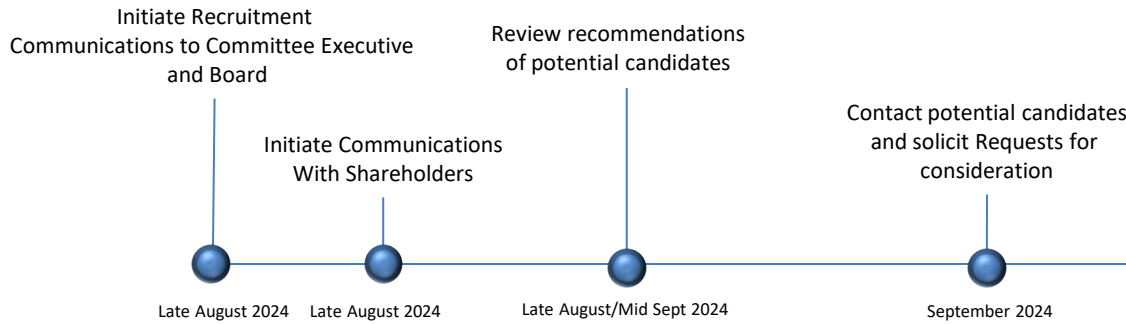 Initiate Recruitment
Communications to Committee Executive
and Board
Initiate Communications
With Shareholders
Review recommendations
of potential candidates
Contact potential candidates
and solicit Requests for
consideration
Late August 2024
Late August 2024
Late August/Mid Sept 2024
September 2024